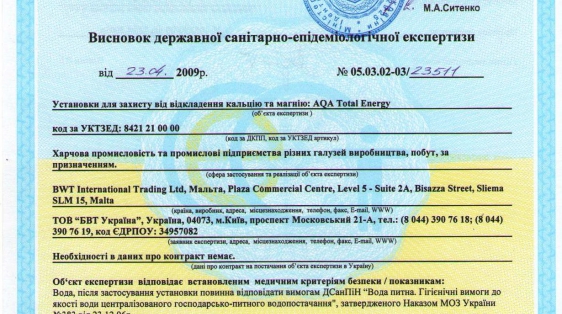 М.А.Ситенко
Висновок державної санітарно-епідеміологічної експертизи
від 23.04. 2009р. № 05.03.02-03/23511
Установки для захисту від відкладення кальцію та магнію: AQA Total Energy
(об'єкта експертизи)
код за УКТЗЕД: 8421 21 00 00
(код за ДКПП, код за УКТЗЕД артикул)
Харчова промисловість та промислові підприємства різних галузей виробництва, побут, за
призначенням.
(сфера застосування та реалізації об'єкта експертизи)
BWT International Trading Ltd, Мальта, Plaza Commercial Centre, Level 5 - Suite 2A, Bisazza Street, Sliema
SLM 15, Malta
(країна, виробник, адреса, місцезнаходження, телефон, факс, E-mail, WWW)
ТОВ "БВТ Україна", Україна, 04073, м.Київ, проспект Московський 21-А, тел.: (8 044) 390 76 18; (8 044)
390 76 19, код ЄДРПОУ: 34957082
(заявник експертизи, адреса, місцезнаходження, телефон, факс, E-mail, WWW)
Необхідності в даних про контракт немає.
(дані про контракт на постачання об'єкта експертизи в Україну)
Об'єкт експертизи відповідає встановленим медичним критеріям безпеки / показникам:
Вода, після застосування установки повинна відповідати вимогам ДСанПіН "Вода питна. Гігієнічні вимоги до
якості води централізованого господарсько-питного водопостачання", затвердженого Наказом МОЗ України